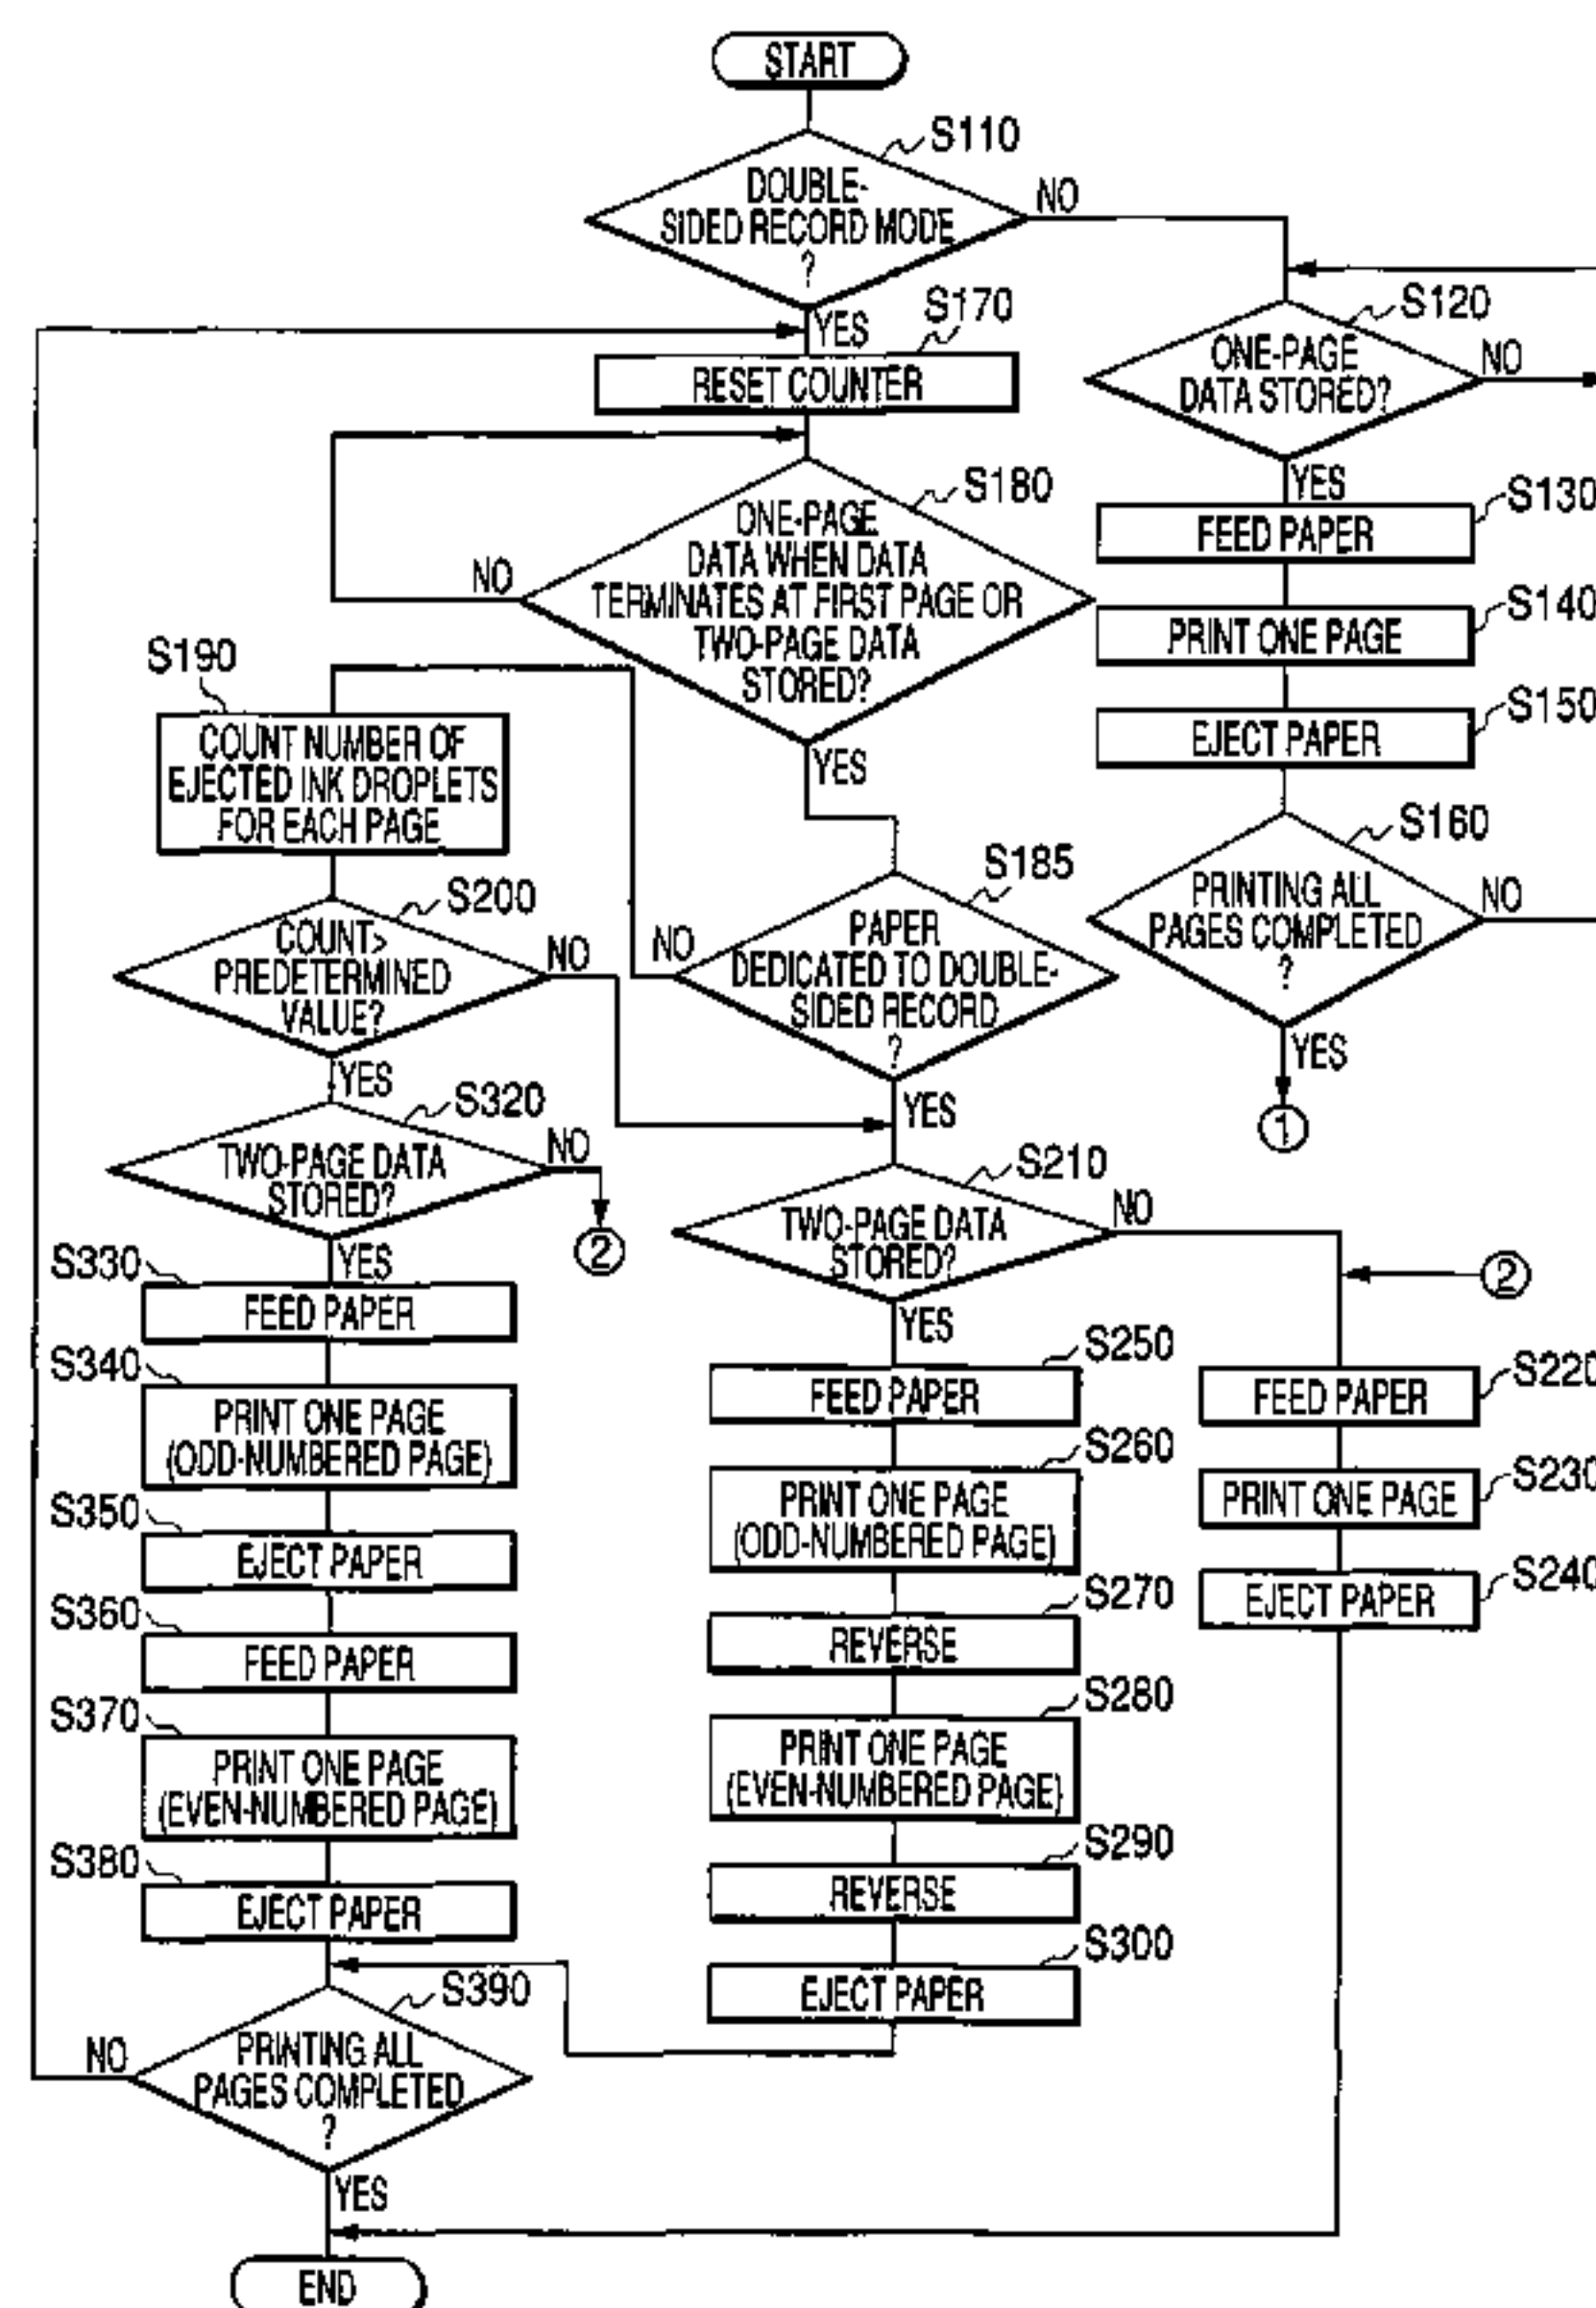 START
S110
DOUBLE-
SIDED RECORD MODE
?
NO
YES
S170
RESET COUNTER
S120
ONE-PAGE
DATA STORED?
NO
YES
S130
FEED PAPER
S140
PRINT ONE PAGE
S150
EJECT PAPER
S160
PRINTING ALL
PAGES COMPLETED
?
NO
YES
1
S180
ONE-PAGE
DATA WHEN DATA
TERMINATES AT FIRST PAGE OR
TWO-PAGE DATA
STORED?
NO
YES
S185
PAPER
DEDICATED TO DOUBLE-
SIDED RECORD
?
NO
YES
S190
COUNT NUMBER OF
EJECTED INK DROPLETS
FOR EACH PAGE
S200
COUNT>
PREDETERMINED
VALUE?
NO
YES
S320
TWO-PAGE DATA
STORED?
NO
2
YES
S330
FEED PAPER
S340
PRINT ONE PAGE
(ODD-NUMBERED PAGE)
S350
EJECT PAPER
S360
FEED PAPER
S370
PRINT ONE PAGE
(EVEN-NUMBERED PAGE)
S380
EJECT PAPER
S210
TWO-PAGE DATA
STORED?
NO
YES
2
S250
FEED PAPER
S260
PRINT ONE PAGE
(ODD-NUMBERED PAGE)
S270
REVERSE
S280
PRINT ONE PAGE
(EVEN-NUMBERED PAGE)
S290
REVERSE
S300
EJECT PAPER
S220
FEED PAPER
S230
PRINT ONE PAGE
S240
EJECT PAPER
S390
PRINTING ALL
PAGES COMPLETED
?
NO
YES
END